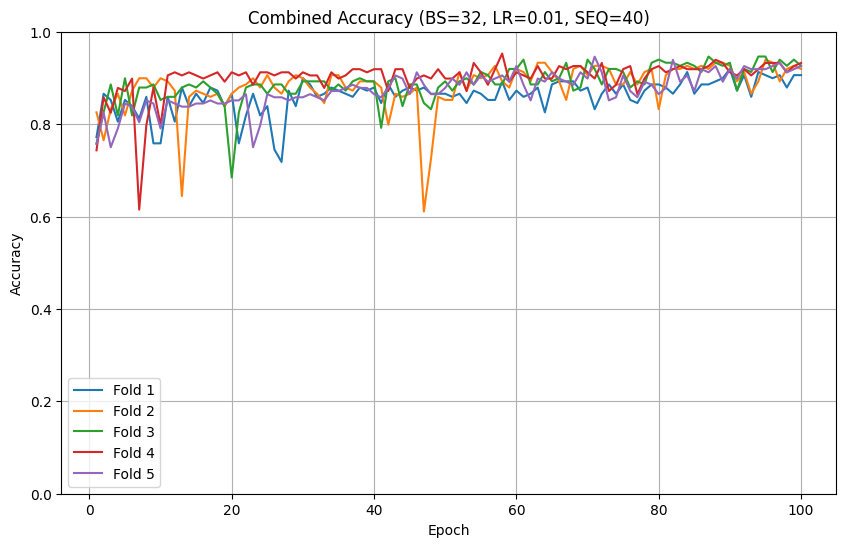 Combined Accuracy (BS=32, LR=0.01, SEQ=40)
1.0
0.8
0.6
0.4
0.2
0.0
Accuracy
Fold 1
Fold 2
Fold 3
Fold 4
Fold 5
0 20 40 60 80 100
Epoch